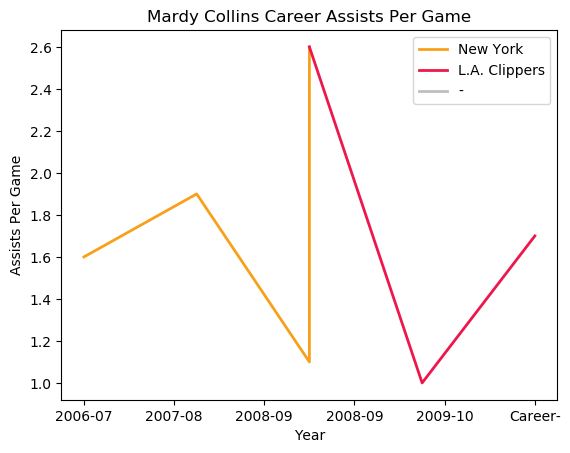 Mardy Collins Career Assists Per Game
New York
L.A. Clippers
-
Assists Per Game
2.6
2.4
2.2
2.0
1.8
1.6
1.4
1.2
1.0
2006-07 2007-08 2008-09 2008-09 2009-10 Career-
Year